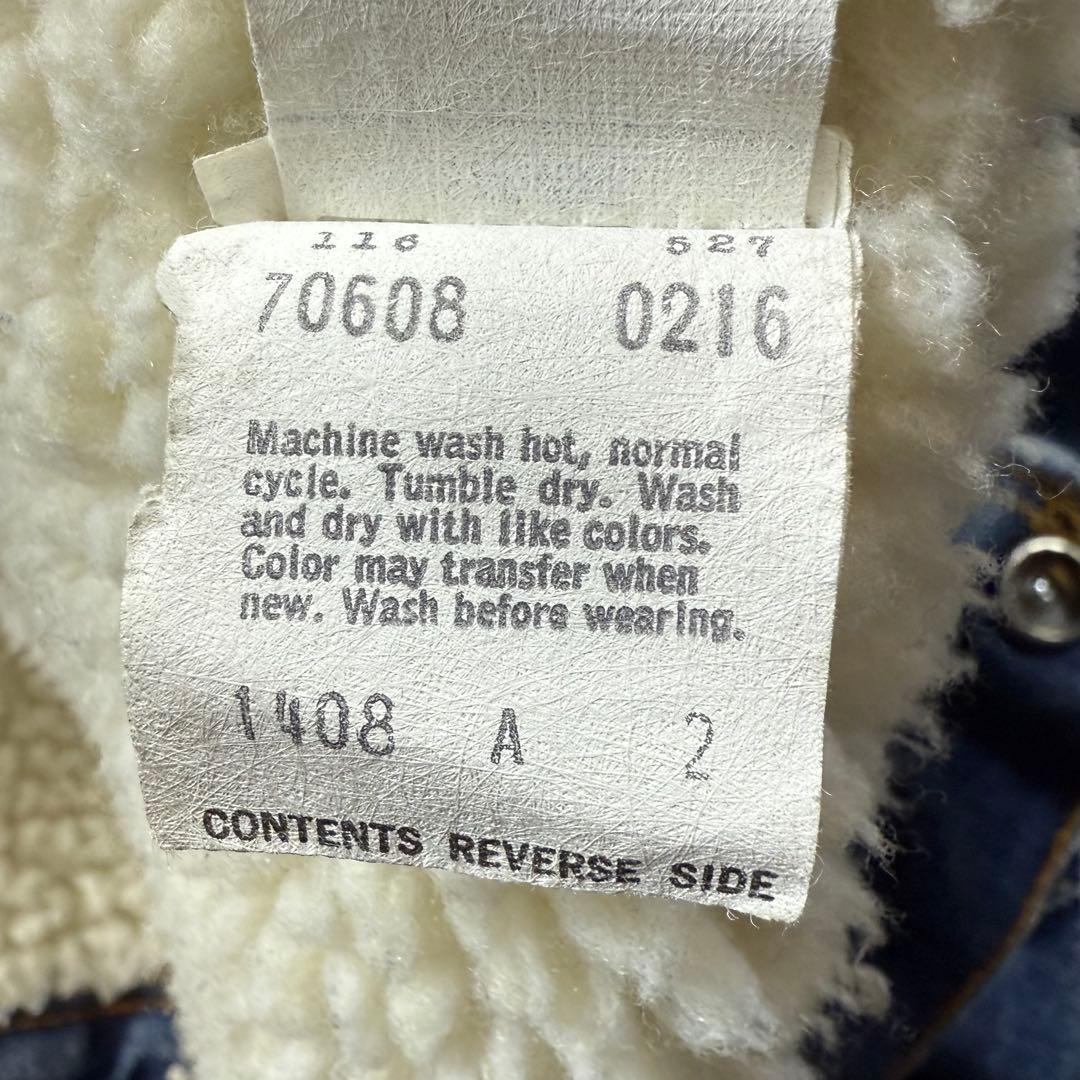 116 527
70608 0216
Machine wash hot, normal
cycle. Tumble dry. Wash
and dry with like colors.
Color may transfer when
new. Wash before wearing.
1408 A 2
CONTENTS REVERSE SIDE